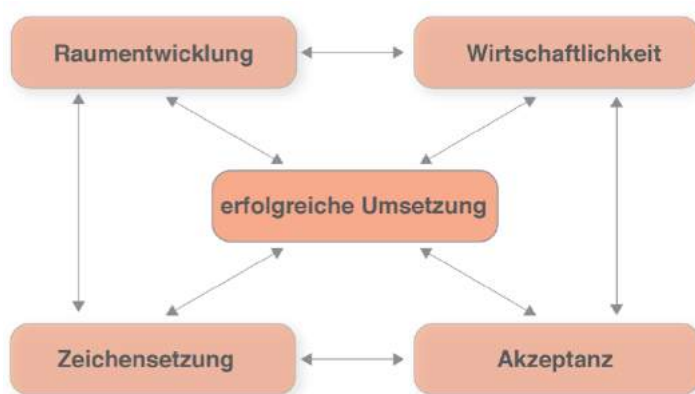 Raumentwicklung
Wirtschaftlichkeit
erfolgreiche Umsetzung
Zeichensetzung
Akzeptanz